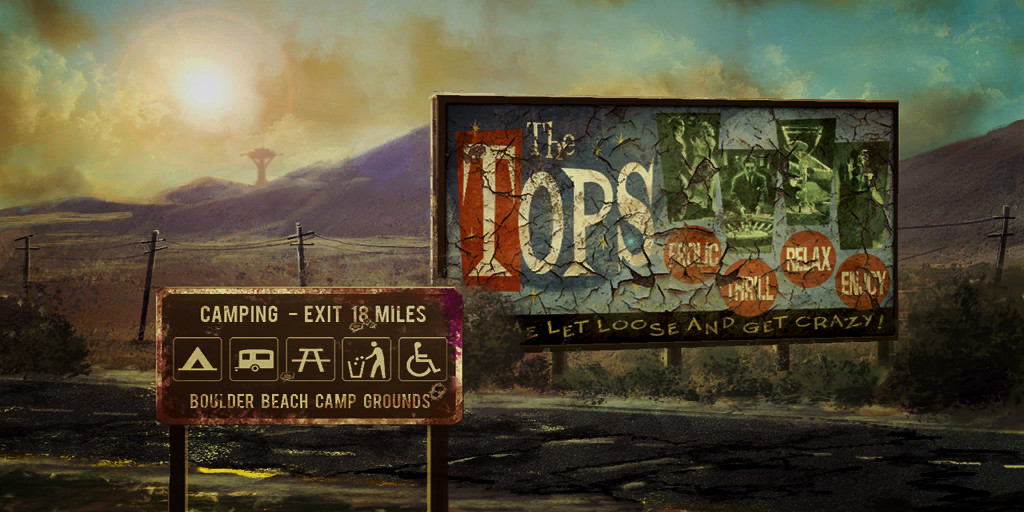 The
TOPS
FROLIC
THRILL
RELAX
ENJOY
LET LOOSE AND GET CRAZY!
CAMPING - EXIT 18 MILES
BOULDER BEACH CAMP GROUNDS